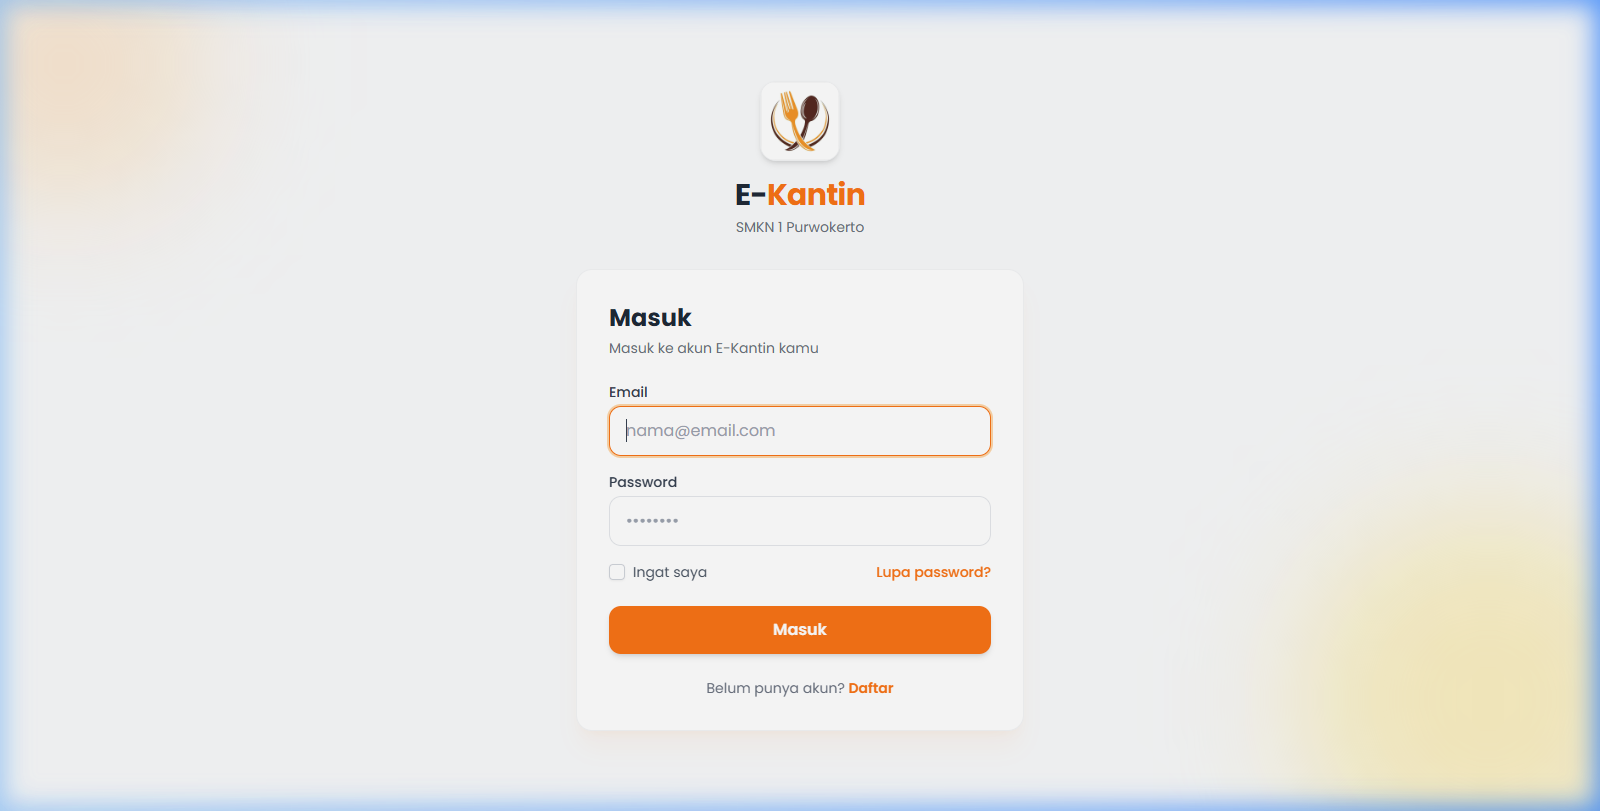 E-Kantin
SMKN 1 Purwokerto
Masuk
Masuk ke akun E-Kantin kamu
Email
nama@email.com
Password
••••••••
Ingat saya
Lupa password?
Masuk
Belum punya akun? Daftar